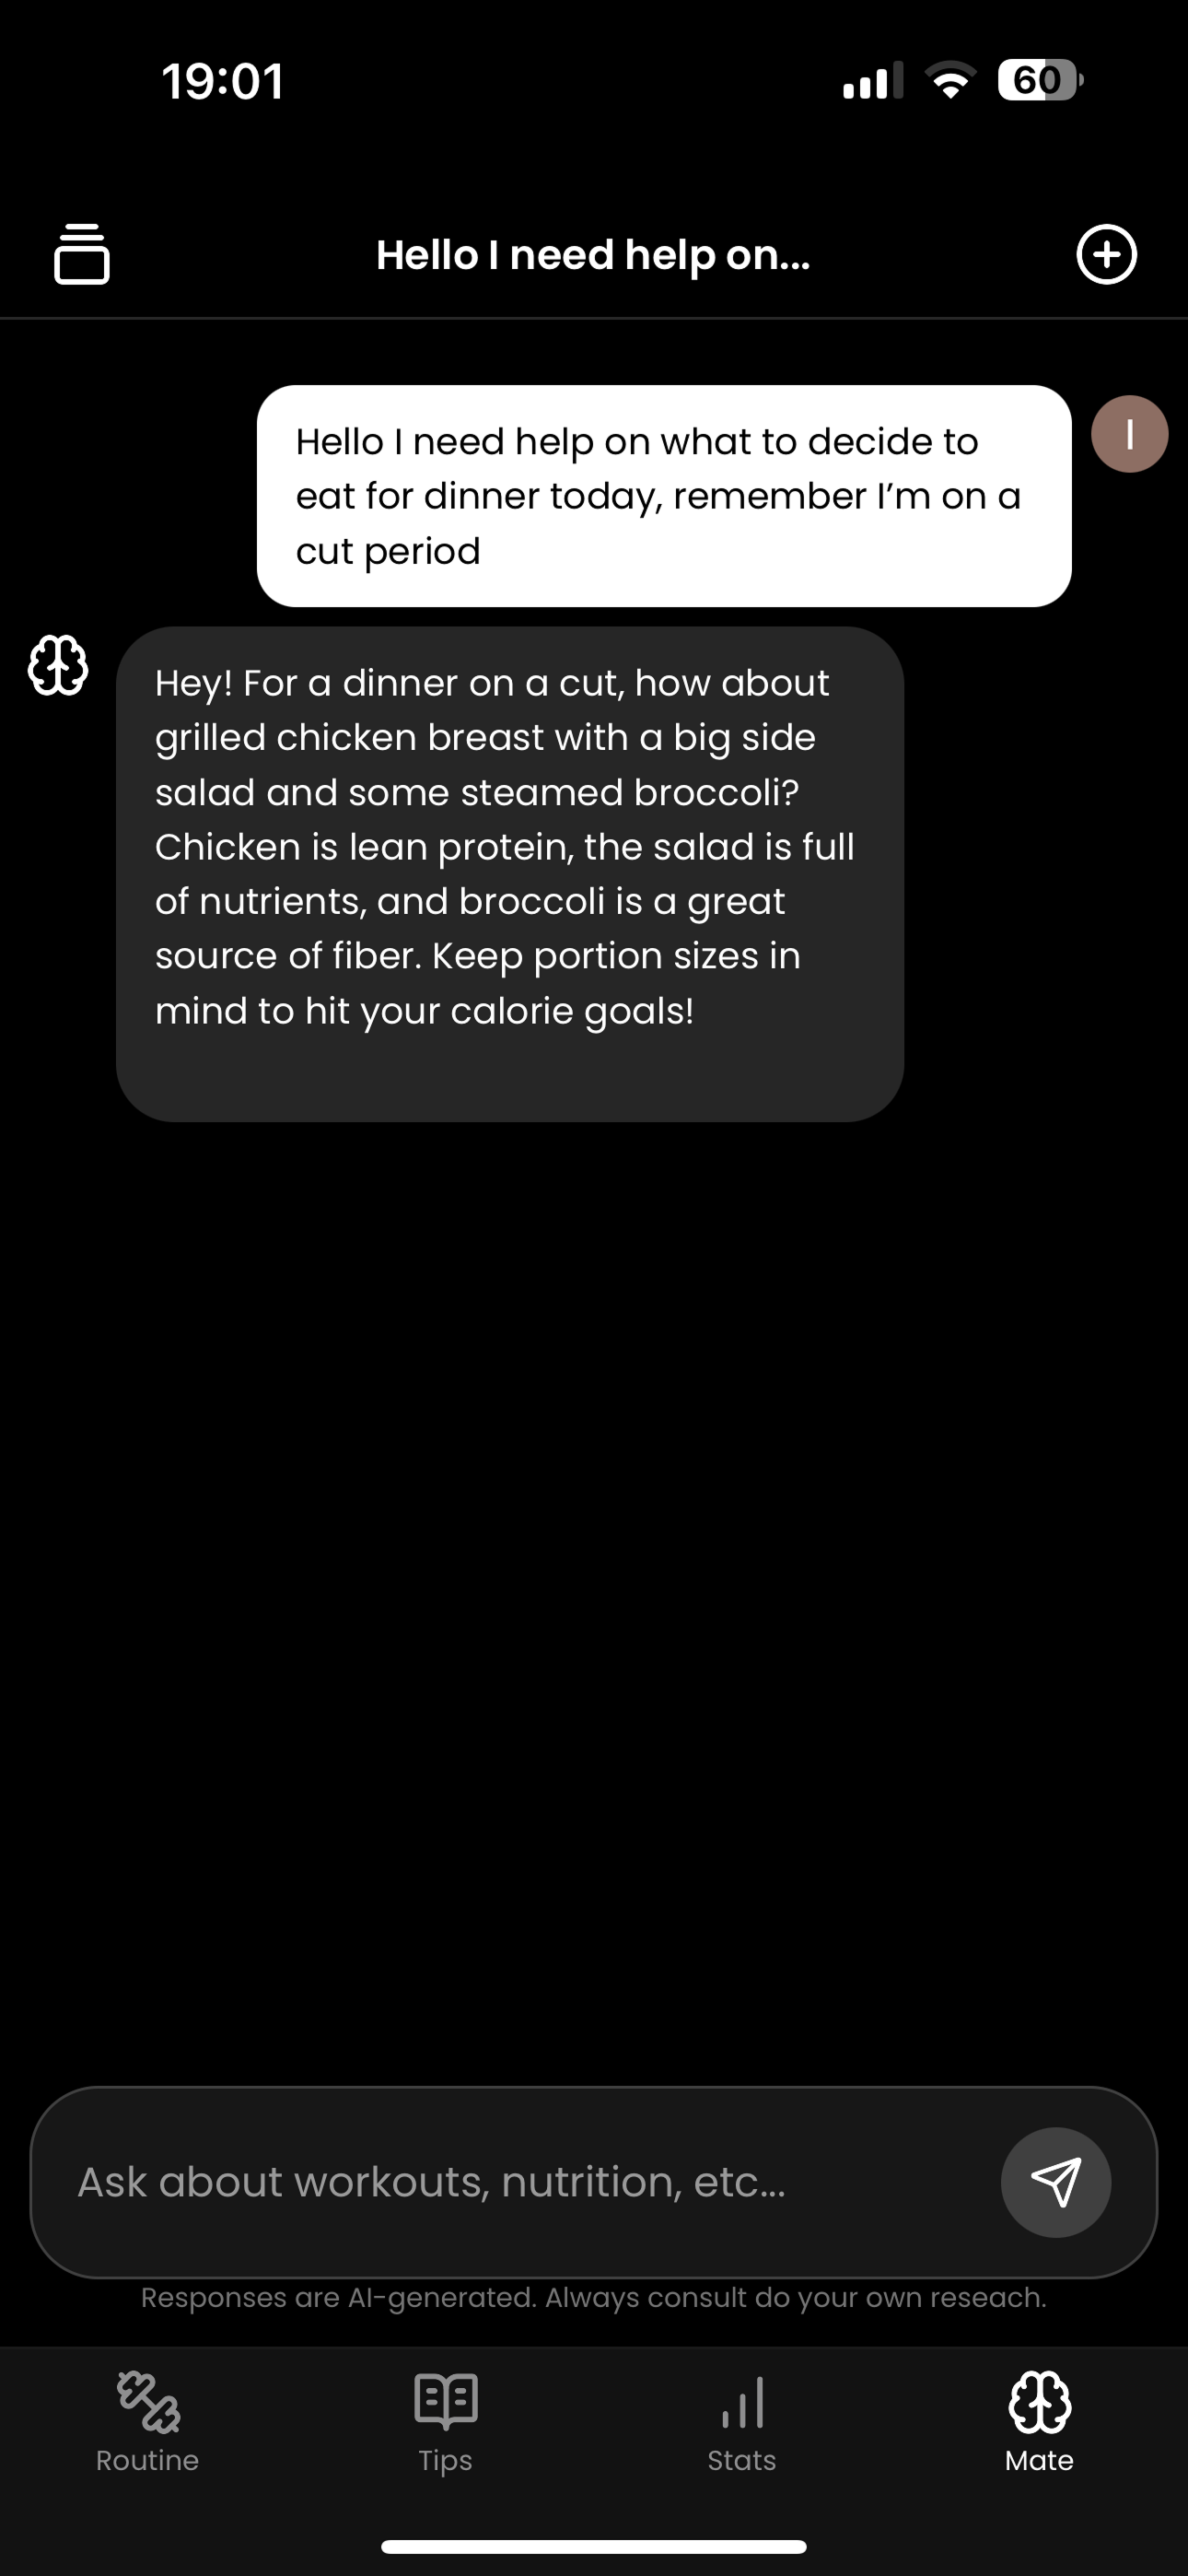 19:01
60
Hello I need help on...
Hello I need help on what to decide to
eat for dinner today, remember I’m on a
cut period
I
Hey! For a dinner on a cut, how about
grilled chicken breast with a big side
salad and some steamed broccoli?
Chicken is lean protein, the salad is full
of nutrients, and broccoli is a great
source of fiber. Keep portion sizes in
mind to hit your calorie goals!
Ask about workouts, nutrition, etc...
Responses are AI-generated. Always consult do your own reseach.
Routine
Tips
Stats
Mate